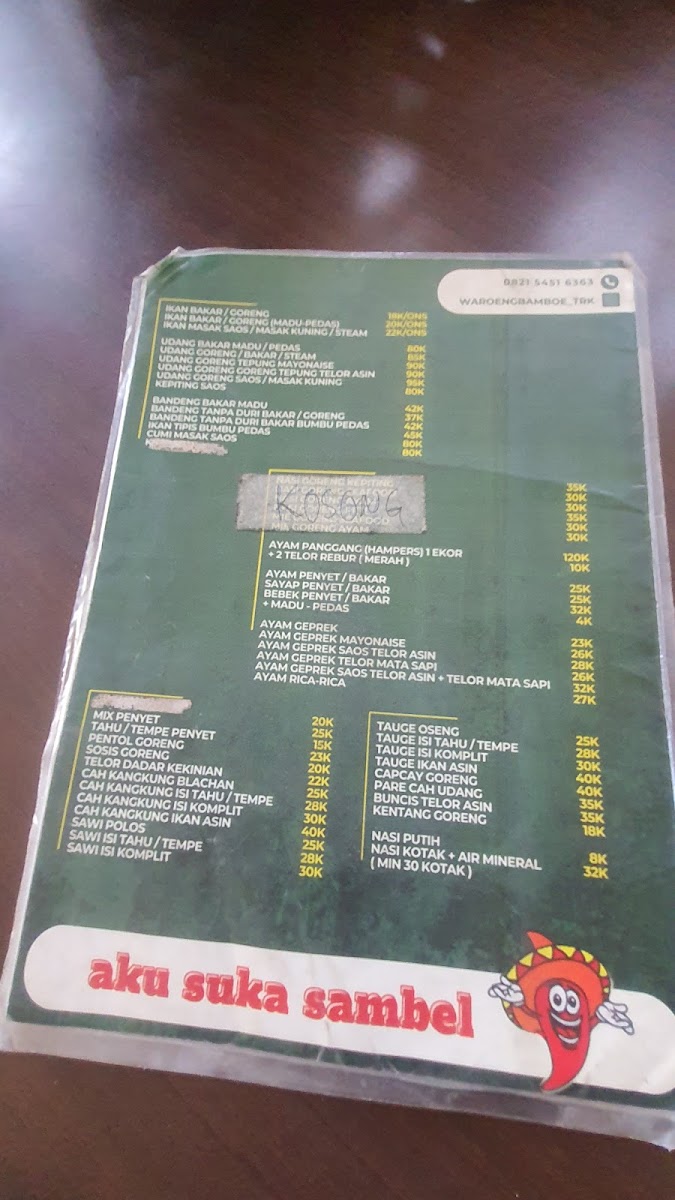 0821 5451 6363
WAROENGBAMBOE_TRK
IKAN BAKAR / GORENG 18K/ONS
IKAN BAKAR / GORENG (MADU-PEDAS) 20K/ONS
IKAN MASAK SAOS / MASAK KUNING / STEAM 22K/ONS
UDANG BAKAR MADU / PEDAS 80K
UDANG GORENG / BAKAR / STEAM 85K
UDANG GORENG TEPUNG MAYONAISE 90K
UDANG GORENG GORENG TEPUNG TELOR ASIN 90K
UDANG GORENG SAOS / MASAK KUNING 95K
KEPITING SAOS 80K
BANDENG BAKAR MADU 42K
BANDENG TANPA DURI BAKAR / GORENG 37K
BANDENG TANPA DURI BAKAR BUMBU PEDAS 42K
IKAN TIPIS BUMBU PEDAS 45K
CUMI MASAK SAOS 80K
80K
NASI GORENG KEPITING 35K
30K
KOSONG 30K
35K
30K
MIE GORENG AYAM 30K
AYAM PANGGANG (HAMPERS) 1 EKOR 120K
+ 2 TELOR REBUR ( MERAH ) 10K
AYAM PENYET / BAKAR 25K
SAYAP PENYET / BAKAR 25K
BEBEK PENYET / BAKAR 32K
+ MADU - PEDAS 4K
AYAM GEPREK 23K
AYAM GEPREK MAYONAISE 26K
AYAM GEPREK SAOS TELOR ASIN 28K
AYAM GEPREK TELOR MATA SAPI 26K
AYAM GEPREK SAOS TELOR ASIN + TELOR MATA SAPI 32K
AYAM RICA-RICA 27K
20K
MIX PENYET 25K
TAHU / TEMPE PENYET 15K
PENTOL GORENG 23K
SOSIS GORENG 20K
TELOR DADAR KEKINIAN 22K
CAH KANGKUNG BLACHAN 25K
CAH KANGKUNG ISI TAHU / TEMPE 28K
CAH KANGKUNG ISI KOMPLIT 30K
CAH KANGKUNG IKAN ASIN 40K
SAWI POLOS 25K
SAWI ISI TAHU / TEMPE 28K
SAWI ISI KOMPLIT 30K
TAUGE OSENG 25K
TAUGE ISI TAHU / TEMPE 28K
TAUGE ISI KOMPLIT 30K
TAUGE IKAN ASIN 40K
CAPCAY GORENG 40K
PARE CAH UDANG 35K
BUNCIS TELOR ASIN 35K
KENTANG GORENG 18K
NASI PUTIH 8K
NASI KOTAK + AIR MINERAL 32K
( MIN 30 KOTAK )
aku suka sambel